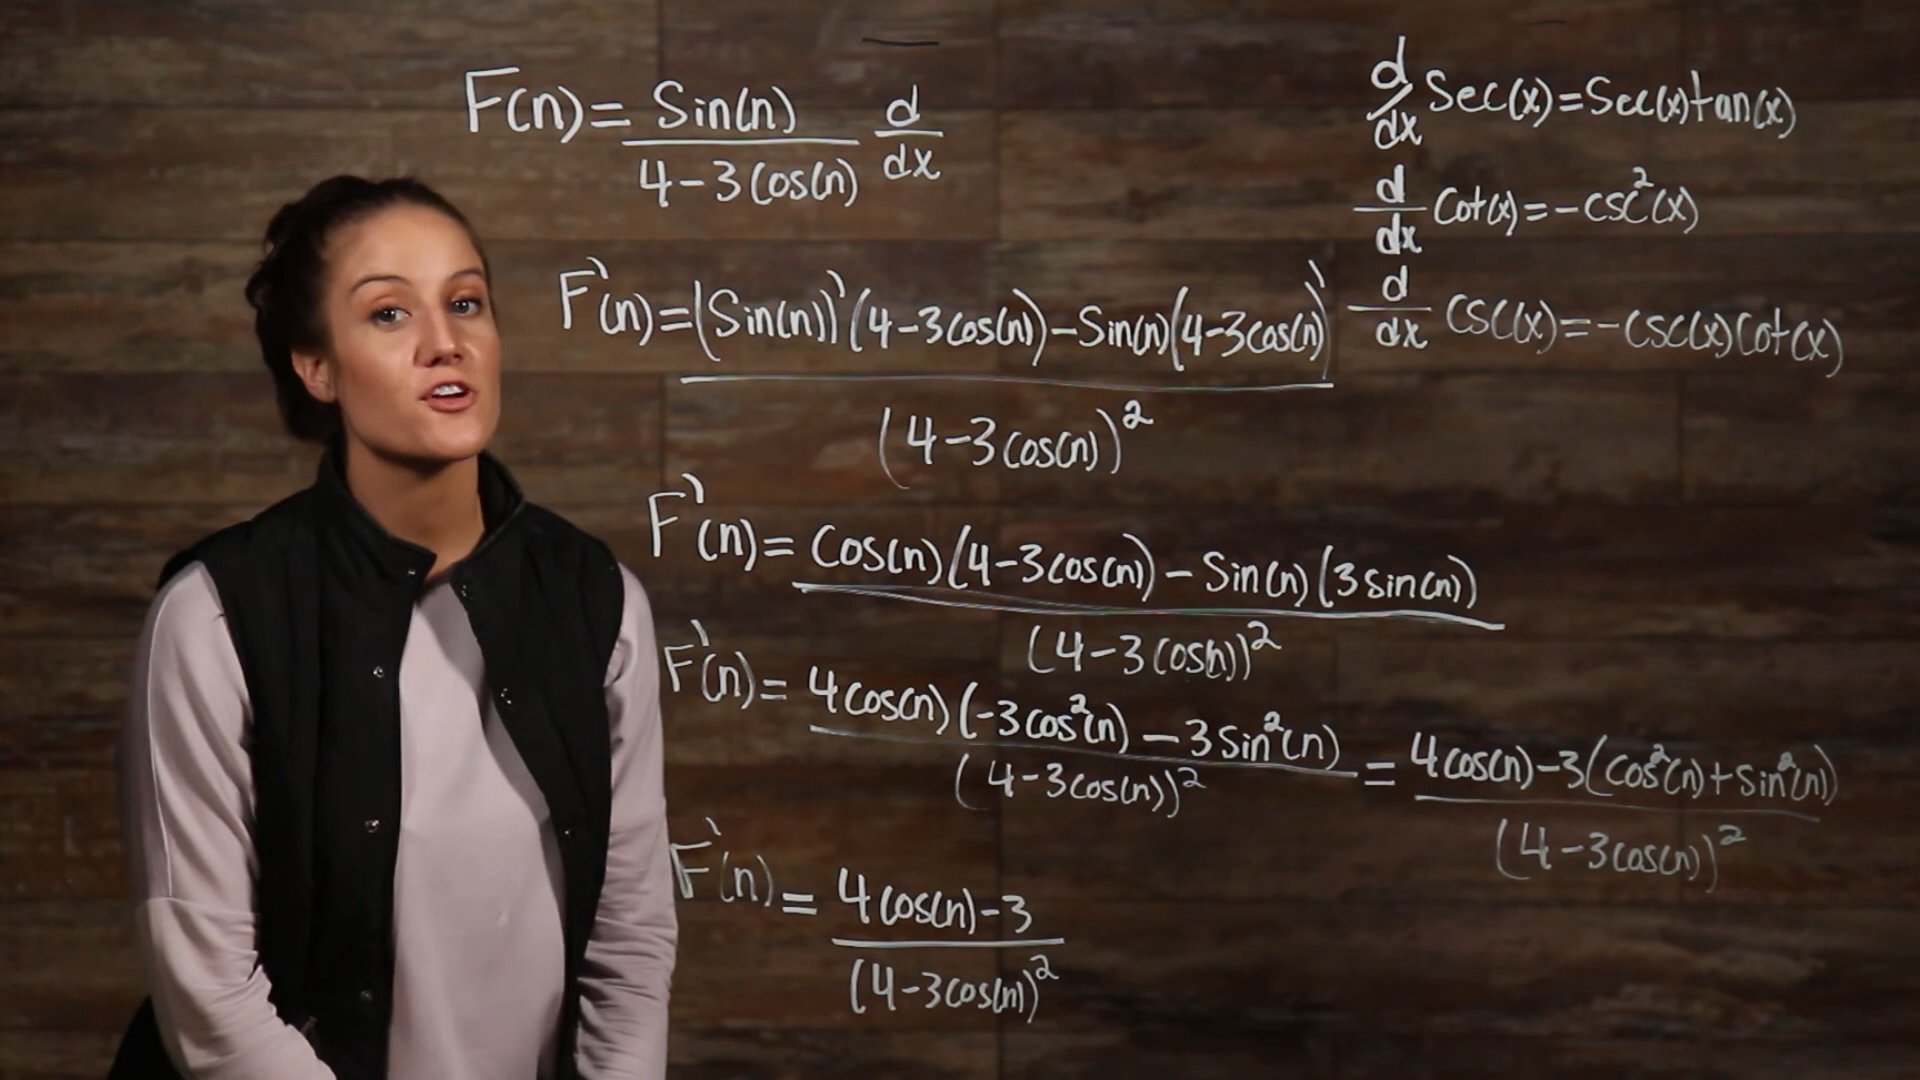 F(n) = Sin(n) d
4-3Cos(n) dx
F'(n) = (Sin(n))'(4-3cos(n)) - Sin(n)(4-3cos(n))'
(4-3cos(n))²
F'(n) = Cos(n)(4-3cos(n)) - Sin(n)(3sin(n))
(4-3cos(n))²
F'(n) = 4cos(n)(-3cos²(n) - 3Sin²(n) = 4cos(n)-3(cos²(n)+Sin²(n))
(4-3cos(n))² (4-3cos(n))²
F'(n) = 4cos(n)-3
(4-3cos(n))²
d/dx Sec(x)=Sec(x)tan(x)
d/dx Cot(x)=-csc²(x)
d/dx CSC(x)=-CSC(x)Cot(x)